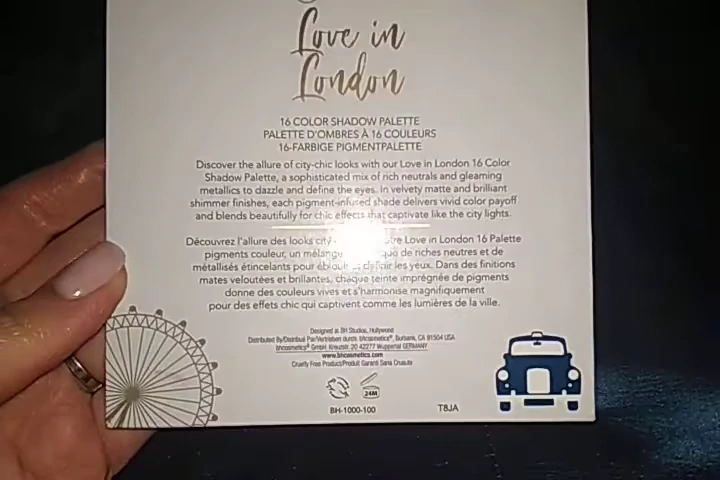 Love in
London
16 COLOR SHADOW PALETTE
PALETTE D'OMBRES À 16 COULEURS
16-FARBIGE PIGMENTPALETTE
Discover the allure of city-chic looks with our Love in London 16 Color
Shadow Palette, a sophisticated mix of rich neutrals and gleaming
metallics to dazzle and define the eyes. In velvety matte and brilliant
shimmer finishes, each pigment-infused shade delivers vivid color payoff
and blends beautifully for chic effects that captivate like the city lights.
Découvrez l'allure des looks city- Love in London 16 Palette
pigments couleur, un mélange de riches neutres et de
métallisés étincelants pour éblouir et définir les yeux. Dans des finitions
mates veloutées et brillantes, chaque teinte imprégnée de pigments
donne des couleurs vives et s'harmonise magnifiquement
pour des effets chic qui captivent comme les lumières de la ville.
Designed at BH Studios, Hollywood
Distributed By/Distribué Par/Vertrieben durch: bhcosmetics®, Burbank, CA 91504 USA
bhcosmetics® GmbH, Kreuzstr. 20 42277 Wuppertal GERMANY
www.bhcosmetics.com
Cruelty Free Product/Produit Garanti Sans Cruauté
24M
BH-1000-100
T8JA